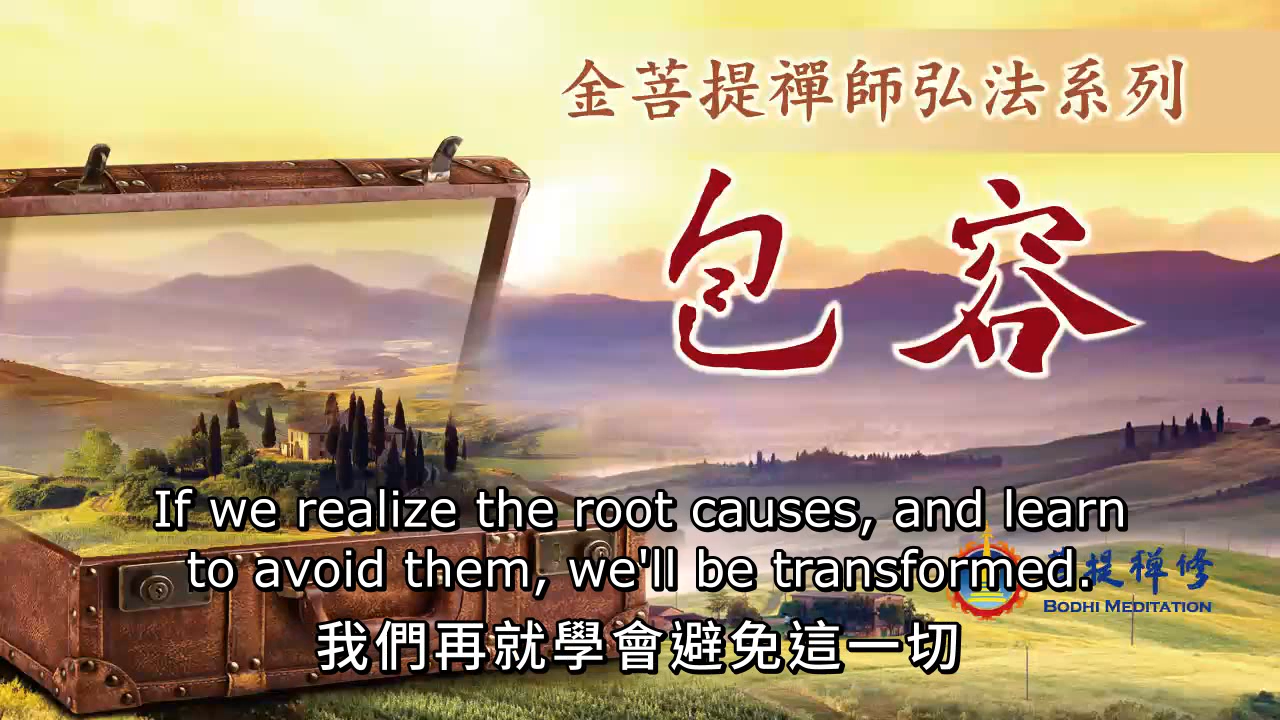 金菩提禪師弘法系列
包容
If we realize the root causes, and learn
to avoid them, we'll be transformed.
提禪修
BODHI MEDITATION
我們再就學會避免這一切